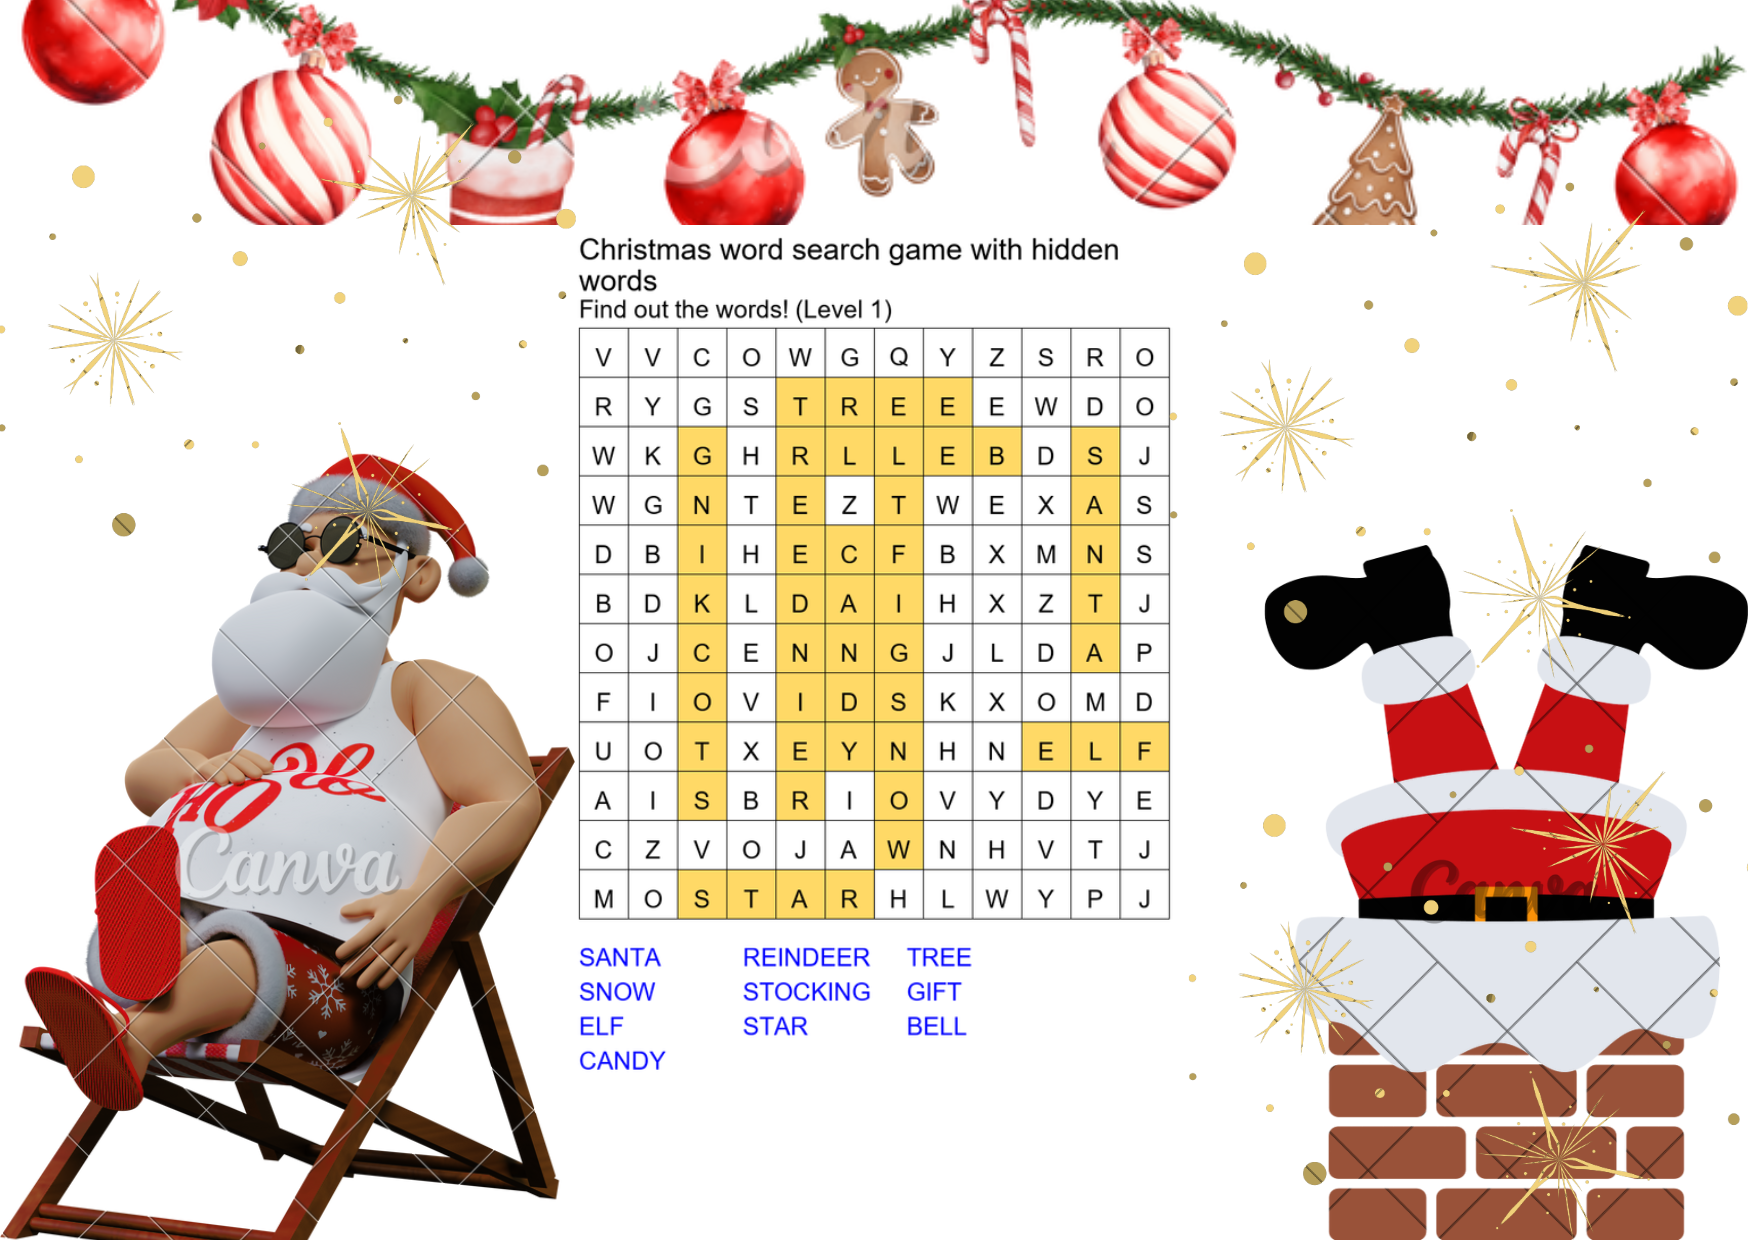 Christmas word search game with hidden
words
Find out the words! (Level 1)
V V C O W G Q Y Z S R O
R Y G S T R E E E W D O
W K G H R L L E B D S J
W G N T E Z T W E X A S
D B I H E C F B X M N S
B D K L D A I H X Z T J
O J C E N N G J L D A P
F I O V I D S K X O M D
U O T X E Y N H N E L F
A I S B R I O V Y D Y E
C Z V O J A W N H V T J
M O S T A R H L W Y P J
SANTA REINDEER TREE
SNOW STOCKING GIFT
ELF STAR BELL
CANDY
HO
Canva
Canva